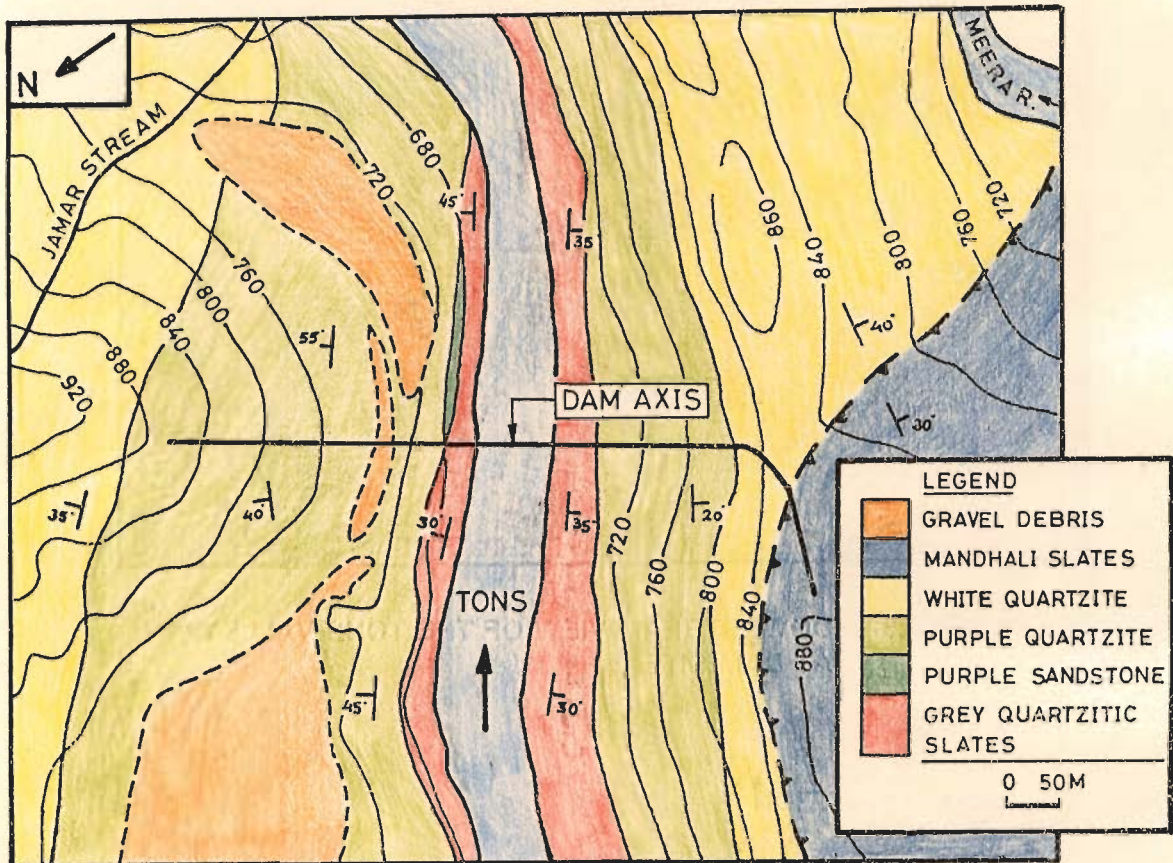 N
JAMAR STREAM
MEERA R.
680
720
760
800
840
880
920
45°
35
55°
860
840
800
760
720
40°
30°
DAM AXIS
35°
40°
30°
35°
20°
720
760
800
840
880
TONS
45°
30°
LEGEND
GRAVEL DEBRIS
MANDHALI SLATES
WHITE QUARTZITE
PURPLE QUARTZITE
PURPLE SANDSTONE
GREY QUARTZITIC
SLATES
0 50M